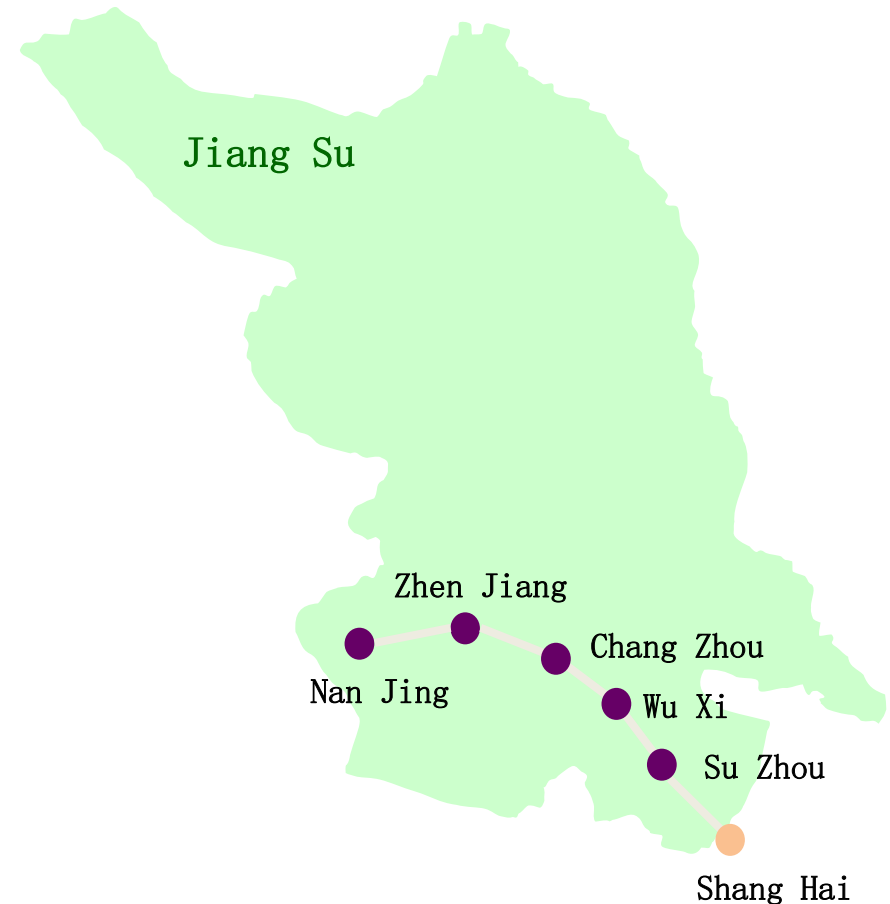 Jiang Su
Zhen Jiang
Chang Zhou
Nan Jing
Wu Xi
Su Zhou
Shang Hai